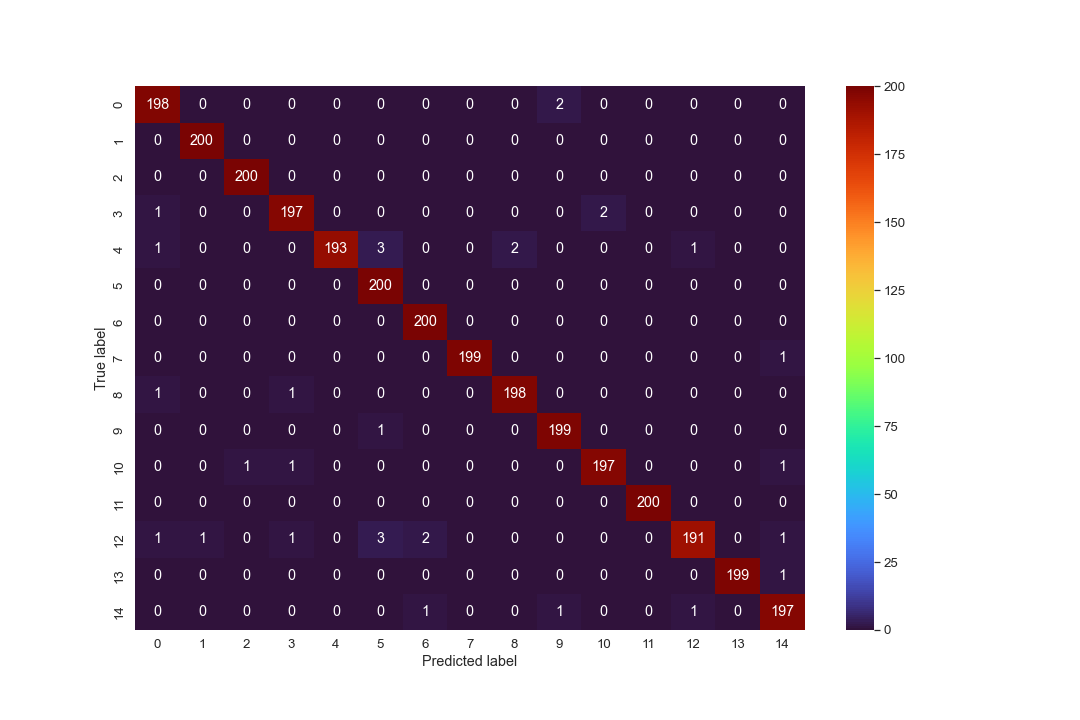 0 198 0 0 0 0 0 0 0 0 2 0 0 0 0 0
1 0 200 0 0 0 0 0 0 0 0 0 0 0 0 0
2 0 0 200 0 0 0 0 0 0 0 0 0 0 0 0
3 1 0 0 197 0 0 0 0 0 0 2 0 0 0 0
4 1 0 0 0 193 3 0 0 2 0 0 0 1 0 0
5 0 0 0 0 0 200 0 0 0 0 0 0 0 0 0
6 0 0 0 0 0 0 200 0 0 0 0 0 0 0 0
7 0 0 0 0 0 0 0 199 0 0 0 0 0 0 1
8 1 0 0 1 0 0 0 0 198 0 0 0 0 0 0
9 0 0 0 0 0 1 0 0 0 199 0 0 0 0 0
10 0 0 1 1 0 0 0 0 0 0 197 0 0 0 1
11 0 0 0 0 0 0 0 0 0 0 0 200 0 0 0
12 1 1 0 1 0 3 2 0 0 0 0 0 191 0 1
13 0 0 0 0 0 0 0 0 0 0 0 0 0 199 1
14 0 0 0 0 0 0 1 0 0 1 0 0 1 0 197
0 1 2 3 4 5 6 7 8 9 10 11 12 13 14
Predicted label
True label
200
175
150
125
100
75
50
25
0